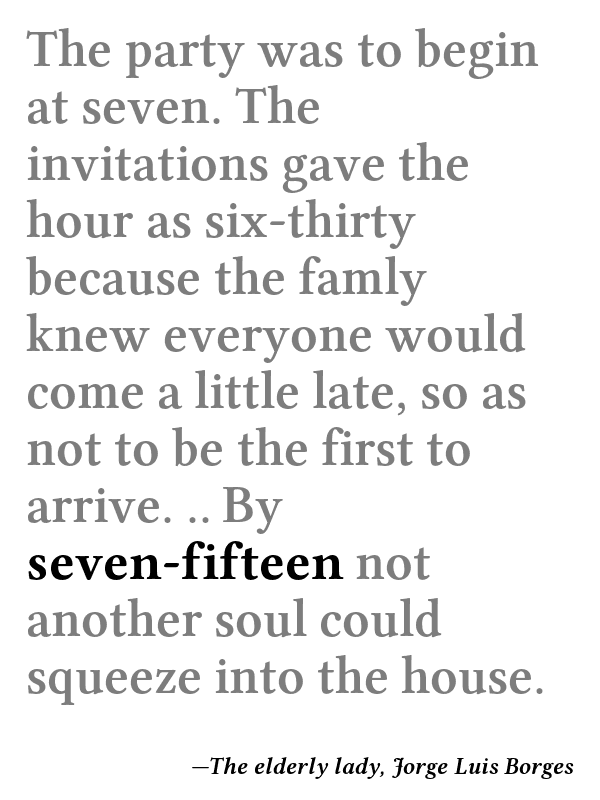 The party was to begin
at seven. The
invitations gave the
hour as six-thirty
because the famly
knew everyone would
come a little late, so as
not to be the first to
arrive. .. By
seven-fifteen not
another soul could
squeeze into the house.
—The elderly lady, Jorge Luis Borges